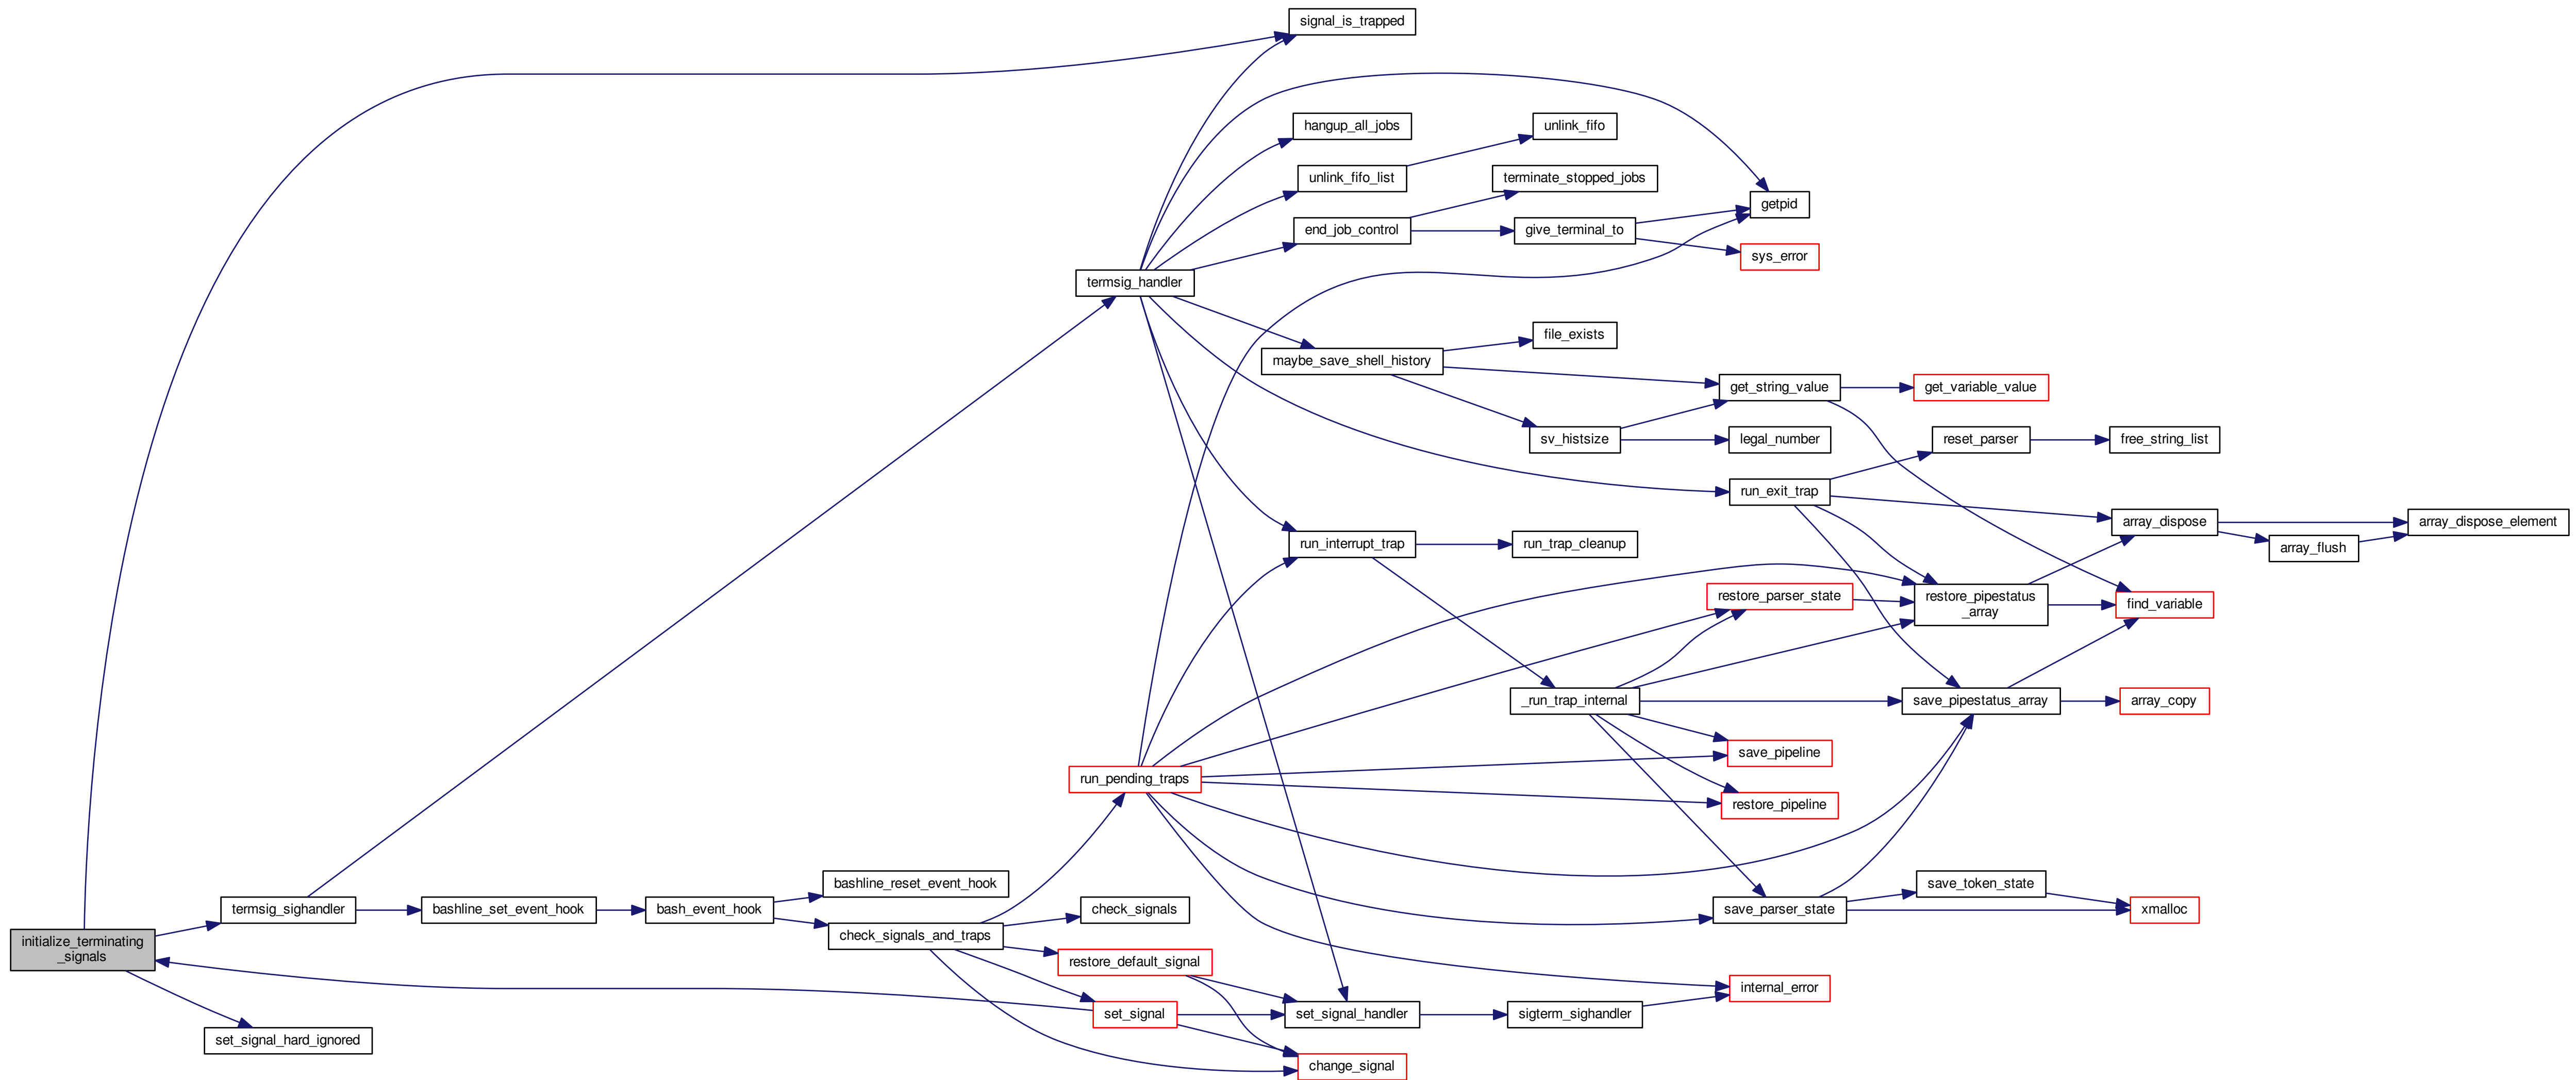 signal_is_trapped
hangup_all_jobs
unlink_fifo
unlink_fifo_list
terminate_stopped_jobs
getpid
end_job_control
give_terminal_to
sys_error
termsig_handler
file_exists
maybe_save_shell_history
get_string_value
get_variable_value
sv_histsize
legal_number
reset_parser
free_string_list
run_exit_trap
array_dispose
array_dispose_element
run_interrupt_trap
run_trap_cleanup
array_flush
restore_parser_state
restore_pipestatus
_array
find_variable
_run_trap_internal
save_pipestatus_array
array_copy
save_pipeline
run_pending_traps
restore_pipeline
bashline_reset_event_hook
save_token_state
termsig_sighandler
bashline_set_event_hook
bash_event_hook
check_signals
save_parser_state
xmalloc
check_signals_and_traps
initialize_terminating
_signals
restore_default_signal
internal_error
set_signal
set_signal_handler
sigterm_sighandler
set_signal_hard_ignored
change_signal